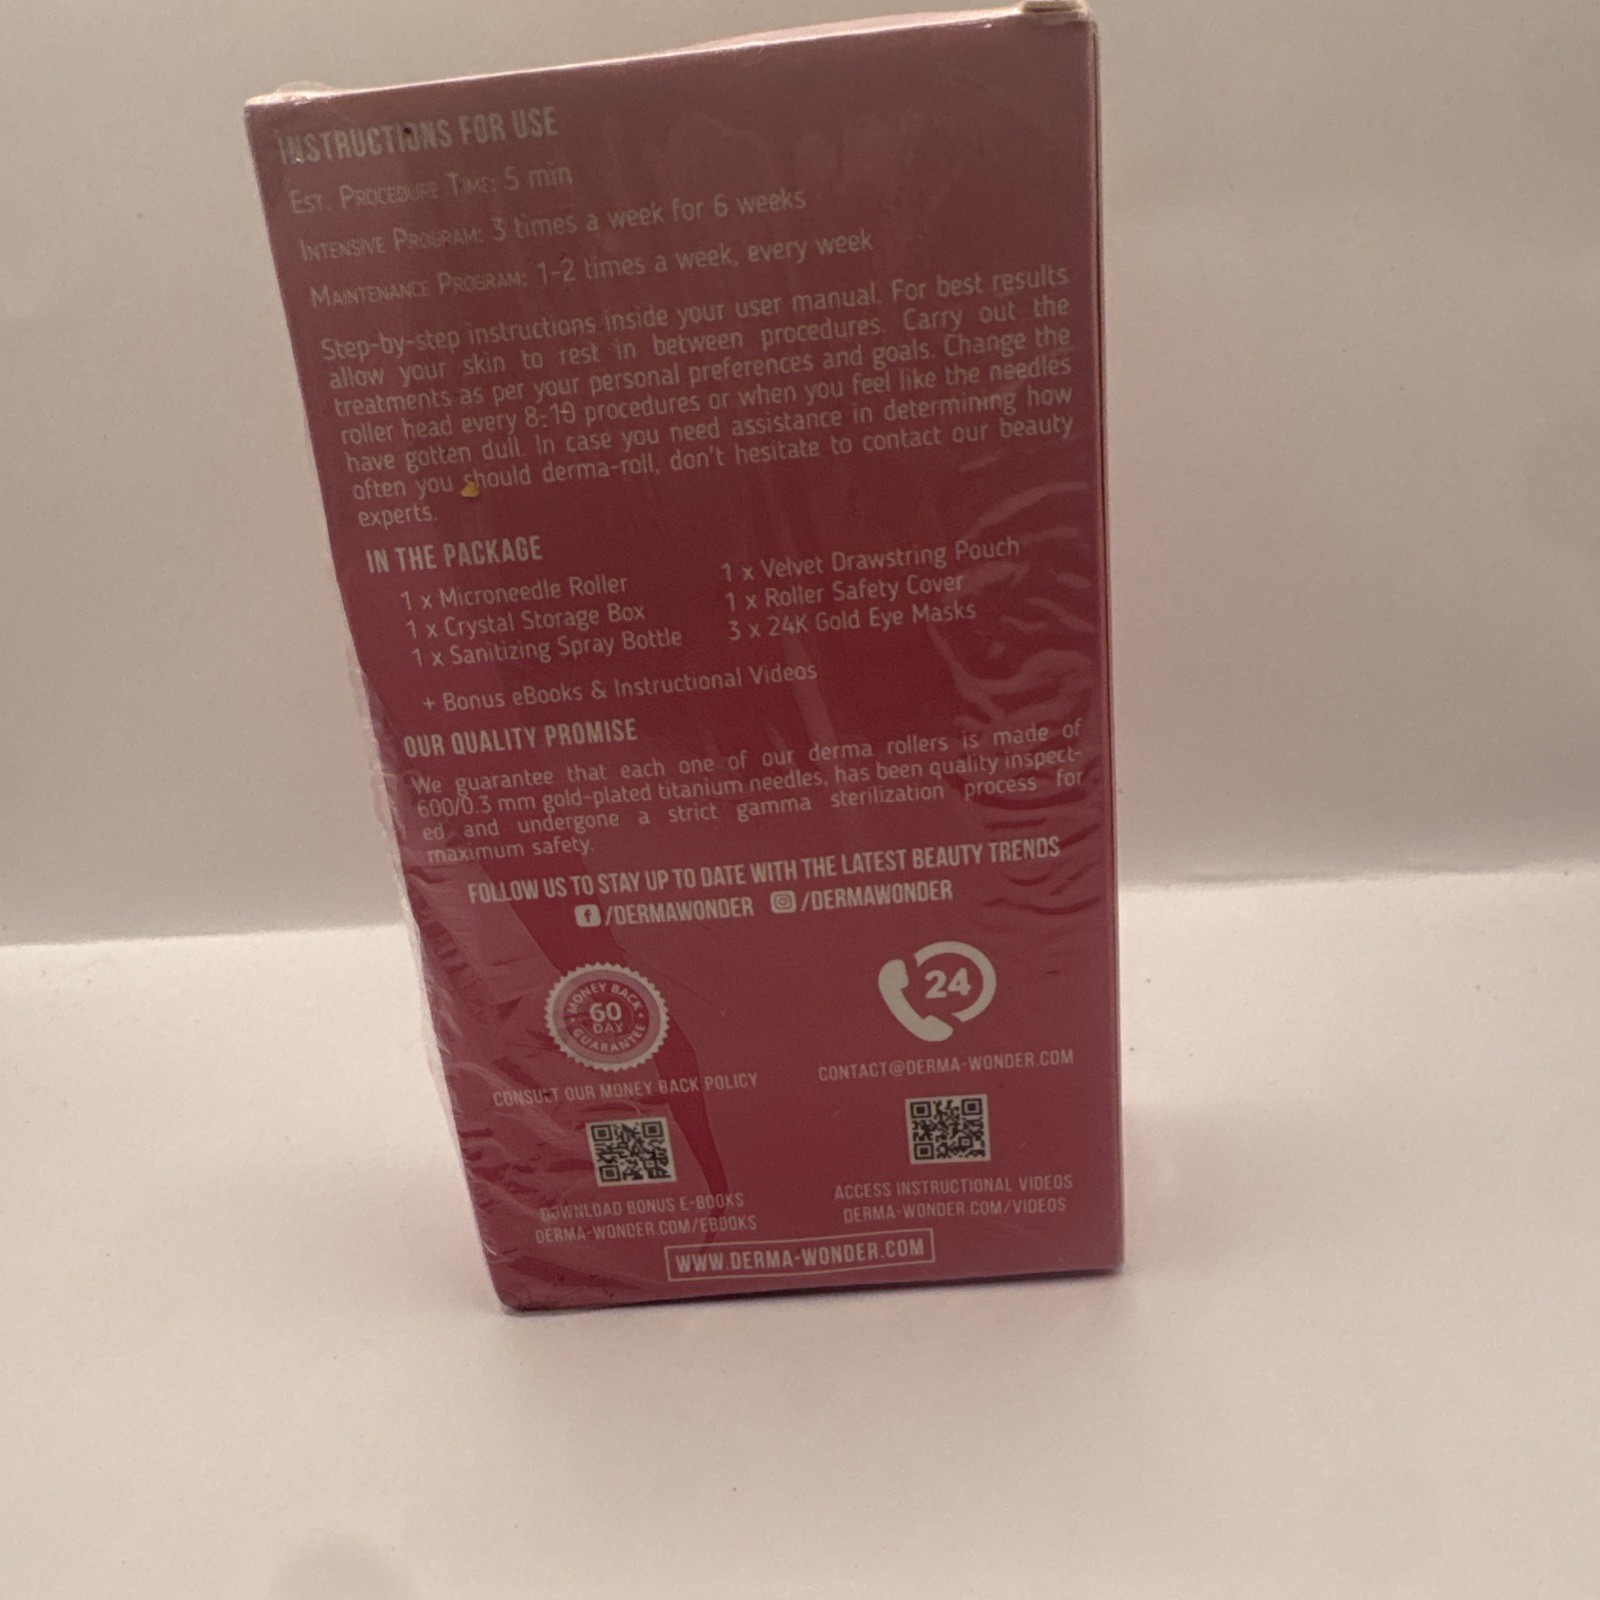 INSTRUCTIONS FOR USE
EST. PROCEDURE TIME: 5 min
INTENSIVE PROGRAM: 3 times a week for 6 weeks
MAINTENANCE PROGRAM: 1-2 times a week, every week
Step-by-step instructions inside your user manual. For best results
allow your skin to rest in between procedures. Carry out the
treatments as per your personal preferences and goals. Change the
roller head every 8-10 procedures or when you feel like the needles
have gotten dull. In case you need assistance in determining how
often you should derma-roll, don't hesitate to contact our beauty
experts.
IN THE PACKAGE
1 x Microneedle Roller
1 x Crystal Storage Box
1 x Sanitizing Spray Bottle
1 x Velvet Drawstring Pouch
1 x Roller Safety Cover
3 x 24K Gold Eye Masks
+ Bonus eBooks & Instructional Videos
OUR QUALITY PROMISE
We guarantee that each one of our derma rollers is made of
600/0.3 mm gold-plated titanium needles, has been quality inspect-
ed and undergone a strict gamma sterilization process for
maximum safety.
FOLLOW US TO STAY UP TO DATE WITH THE LATEST BEAUTY TRENDS
/DERMAWONDER /DERMAWONDER
MONEY BACK
60
DAY
GUARANTEE
CONSULT OUR MONEY BACK POLICY
24
CONTACT@DERMA-WONDER.COM
DOWNLOAD BONUS E-BOOKS
DERMA-WONDER.COM/EBOOKS
ACCESS INSTRUCTIONAL VIDEOS
DERMA-WONDER.COM/VIDEOS
WWW.DERMA-WONDER.COM